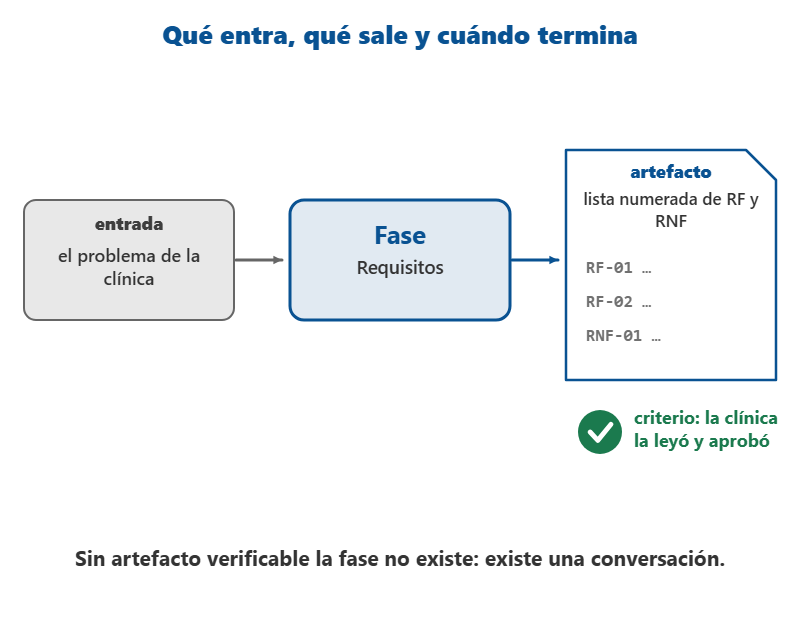 Qué entra, qué sale y cuándo termina
entrada
el problema de la
clínica
Fase
Requisitos
artefacto
lista numerada de RF y
RNF
RF-01 …
RF-02 …
RNF-01 …
criterio: la clínica
la leyó y aprobó
Sin artefacto verificable la fase no existe: existe una conversación.